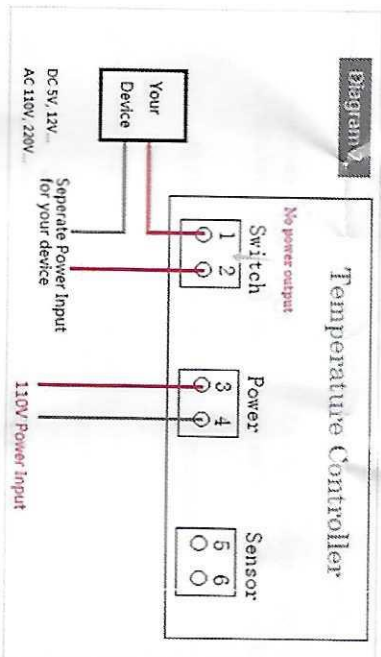 Diagram 2.
Temperature Controller
No power output
Switch
Power
Sensor
1 2
3 4
5 6
Your
Device
Seperate Power Input
for your device
DC 5V, 12V...
AC 110V, 220V...
110V Power Input